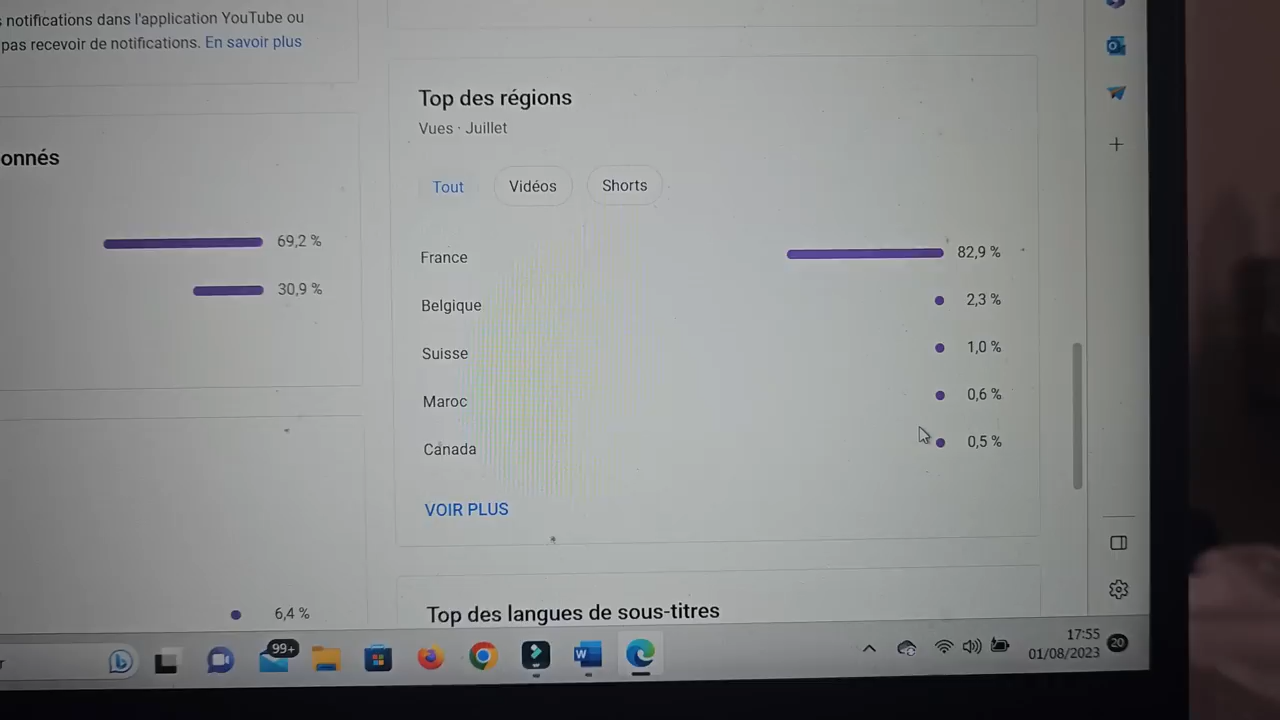 s notifications dans l'application YouTube ou
pas recevoir de notifications. En savoir plus
onnés
69,2 %
30,9 %
6,4 %
Top des régions
Vues · Juillet
Tout
Vidéos
Shorts
France 82,9 %
Belgique 2,3 %
Suisse 1,0 %
Maroc 0,6 %
Canada 0,5 %
VOIR PLUS
Top des langues de sous-titres
r
99+
17:55
01/08/2023
20